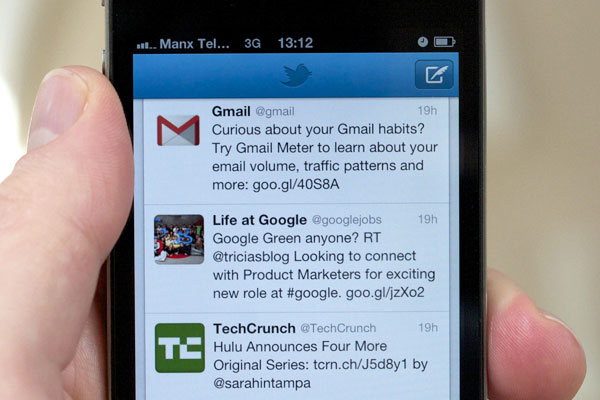 Manx Tel... 3G 13:12
Gmail @gmail 19h
Curious about your Gmail habits?
Try Gmail Meter to learn about your
email volume, traffic patterns and
more: goo.gl/40S8A
Life at Google @googlejobs 19h
Google Green anyone? RT
@triciasblog Looking to connect
with Product Marketers for exciting
new role at #google. goo.gl/jzXo2
TC
TechCrunch @TechCrunch 19h
Hulu Announces Four More
Original Series: tcrn.ch/J5d8y1 by
@sarahintampa